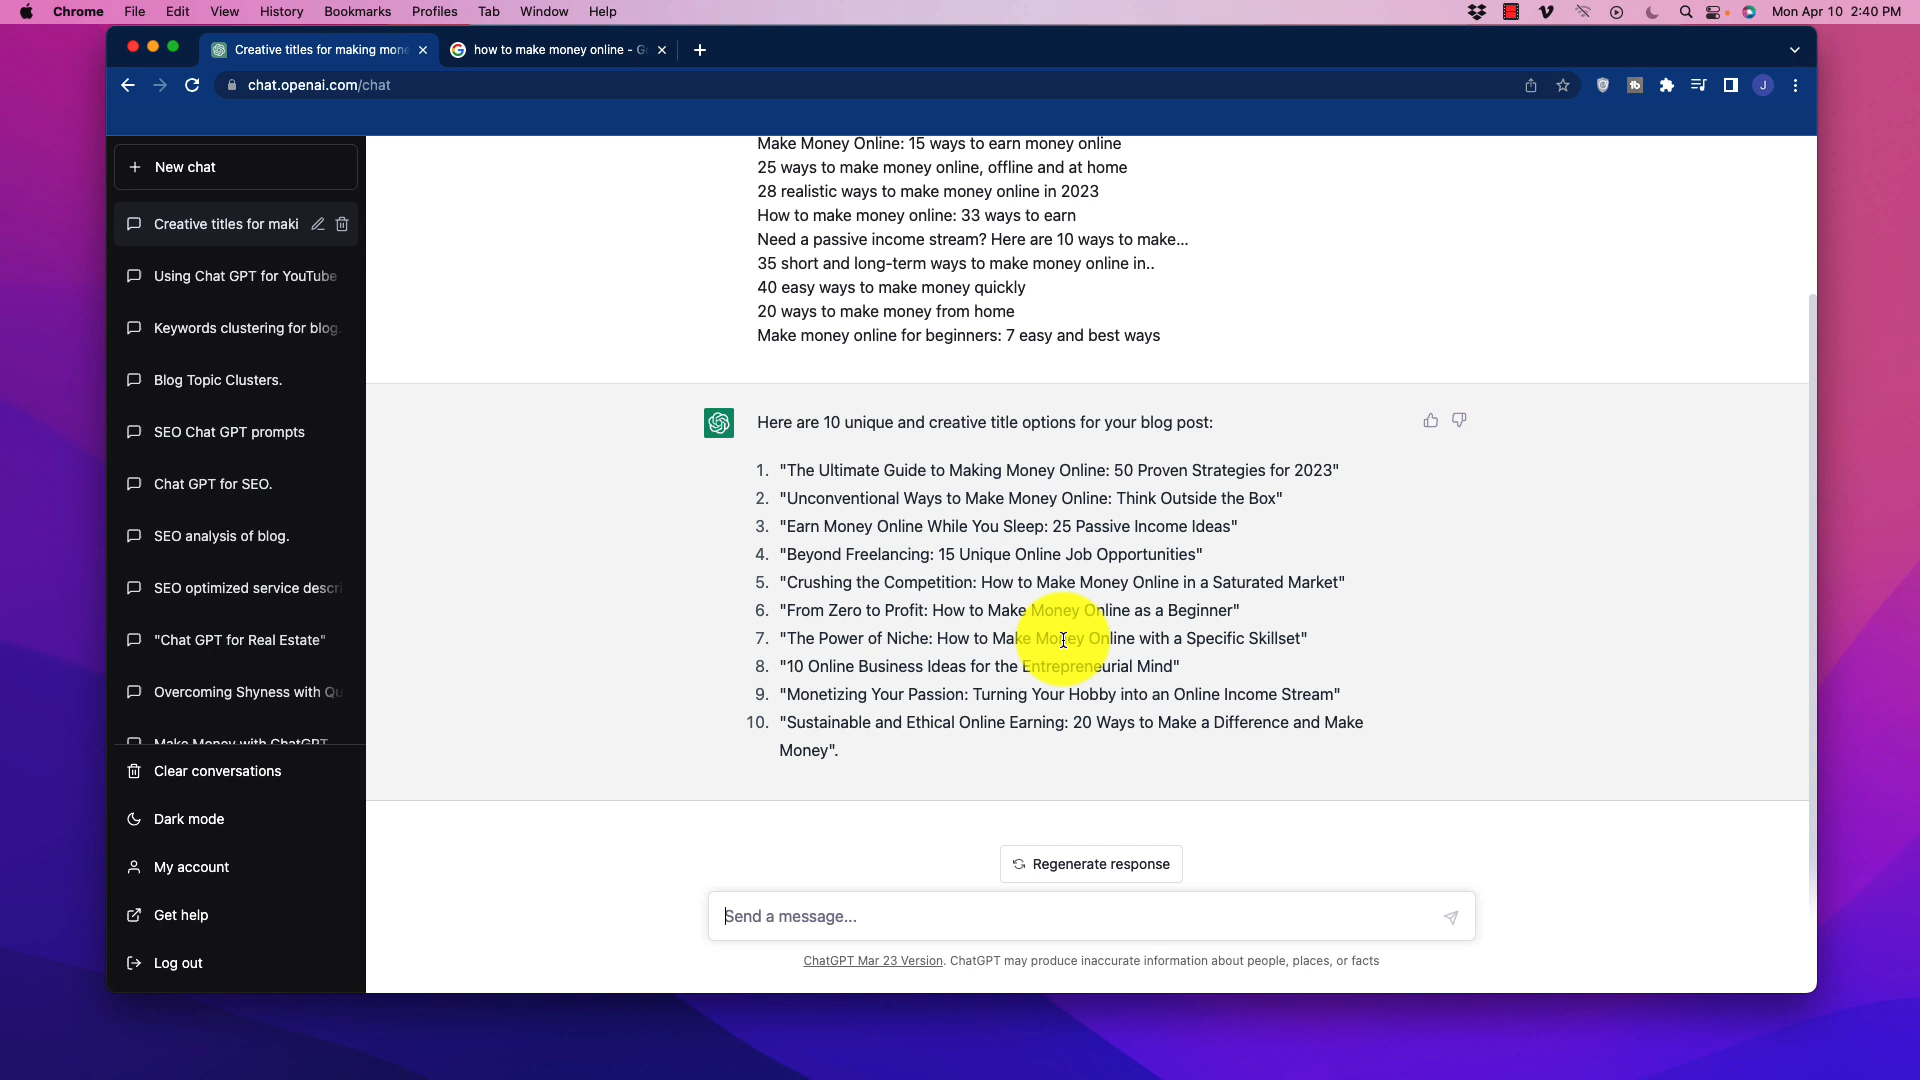 Chrome File Edit View History Bookmarks Profiles Tab Window Help Mon Apr 10 2:40 PM
Creative titles for making mone how to make money online - G
chat.openai.com/chat
New chat
Creative titles for maki
Using Chat GPT for YouTube
Keywords clustering for blog.
Blog Topic Clusters.
SEO Chat GPT prompts
Chat GPT for SEO.
SEO analysis of blog.
SEO optimized service descri
"Chat GPT for Real Estate"
Overcoming Shyness with Qu
Make Money with ChatGPT
Clear conversations
Dark mode
My account
Get help
Log out
Make Money Online: 15 ways to earn money online
25 ways to make money online, offline and at home
28 realistic ways to make money online in 2023
How to make money online: 33 ways to earn
Need a passive income stream? Here are 10 ways to make...
35 short and long-term ways to make money online in..
40 easy ways to make money quickly
20 ways to make money from home
Make money online for beginners: 7 easy and best ways
Here are 10 unique and creative title options for your blog post:
1. "The Ultimate Guide to Making Money Online: 50 Proven Strategies for 2023"
2. "Unconventional Ways to Make Money Online: Think Outside the Box"
3. "Earn Money Online While You Sleep: 25 Passive Income Ideas"
4. "Beyond Freelancing: 15 Unique Online Job Opportunities"
5. "Crushing the Competition: How to Make Money Online in a Saturated Market"
6. "From Zero to Profit: How to Make Money Online as a Beginner"
7. "The Power of Niche: How to Make Money Online with a Specific Skillset"
8. "10 Online Business Ideas for the Entrepreneurial Mind"
9. "Monetizing Your Passion: Turning Your Hobby into an Online Income Stream"
10. "Sustainable and Ethical Online Earning: 20 Ways to Make a Difference and Make
Money".
Regenerate response
Send a message...
ChatGPT Mar 23 Version. ChatGPT may produce inaccurate information about people, places, or facts